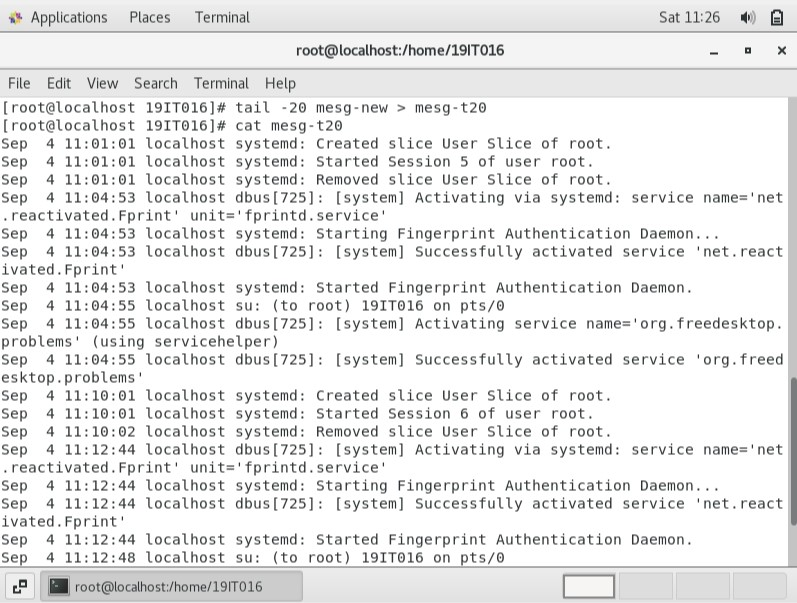 Applications Places Terminal Sat 11:26
root@localhost:/home/19IT016
File Edit View Search Terminal Help
[root@localhost 19IT016]# tail -20 mesg-new > mesg-t20
[root@localhost 19IT016]# cat mesg-t20
Sep  4 11:01:01 localhost systemd: Created slice User Slice of root.
Sep  4 11:01:01 localhost systemd: Started Session 5 of user root.
Sep  4 11:01:01 localhost systemd: Removed slice User Slice of root.
Sep  4 11:04:53 localhost dbus[725]: [system] Activating via systemd: service name='net
.reactivated.Fprint' unit='fprintd.service'
Sep  4 11:04:53 localhost systemd: Starting Fingerprint Authentication Daemon...
Sep  4 11:04:53 localhost dbus[725]: [system] Successfully activated service 'net.react
ivated.Fprint'
Sep  4 11:04:53 localhost systemd: Started Fingerprint Authentication Daemon.
Sep  4 11:04:55 localhost su: (to root) 19IT016 on pts/0
Sep  4 11:04:55 localhost dbus[725]: [system] Activating service name='org.freedesktop.
problems' (using servicehelper)
Sep  4 11:04:55 localhost dbus[725]: [system] Successfully activated service 'org.freed
esktop.problems'
Sep  4 11:10:01 localhost systemd: Created slice User Slice of root.
Sep  4 11:10:01 localhost systemd: Started Session 6 of user root.
Sep  4 11:10:02 localhost systemd: Removed slice User Slice of root.
Sep  4 11:12:44 localhost dbus[725]: [system] Activating via systemd: service name='net
.reactivated.Fprint' unit='fprintd.service'
Sep  4 11:12:44 localhost systemd: Starting Fingerprint Authentication Daemon...
Sep  4 11:12:44 localhost dbus[725]: [system] Successfully activated service 'net.react
ivated.Fprint'
Sep  4 11:12:44 localhost systemd: Started Fingerprint Authentication Daemon.
Sep  4 11:12:48 localhost su: (to root) 19IT016 on pts/0
root@localhost:/home/19IT016